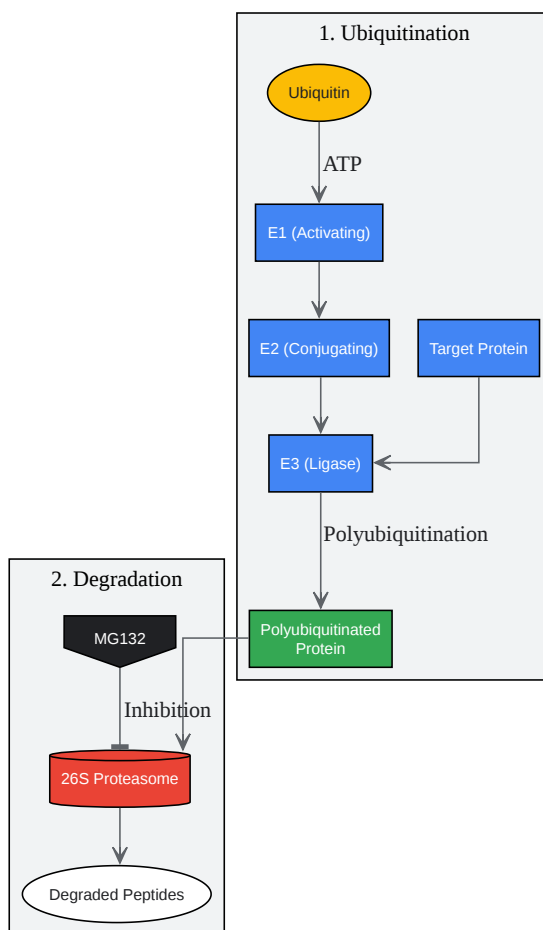 1. Ubiquitination
Ubiquitin
ATP
E1 (Activating)
E2 (Conjugating)
Target Protein
E3 (Ligase)
Polyubiquitination
2. Degradation
MG132
Polyubiquitinated
Protein
Inhibition
26S Proteasome
Degraded Peptides